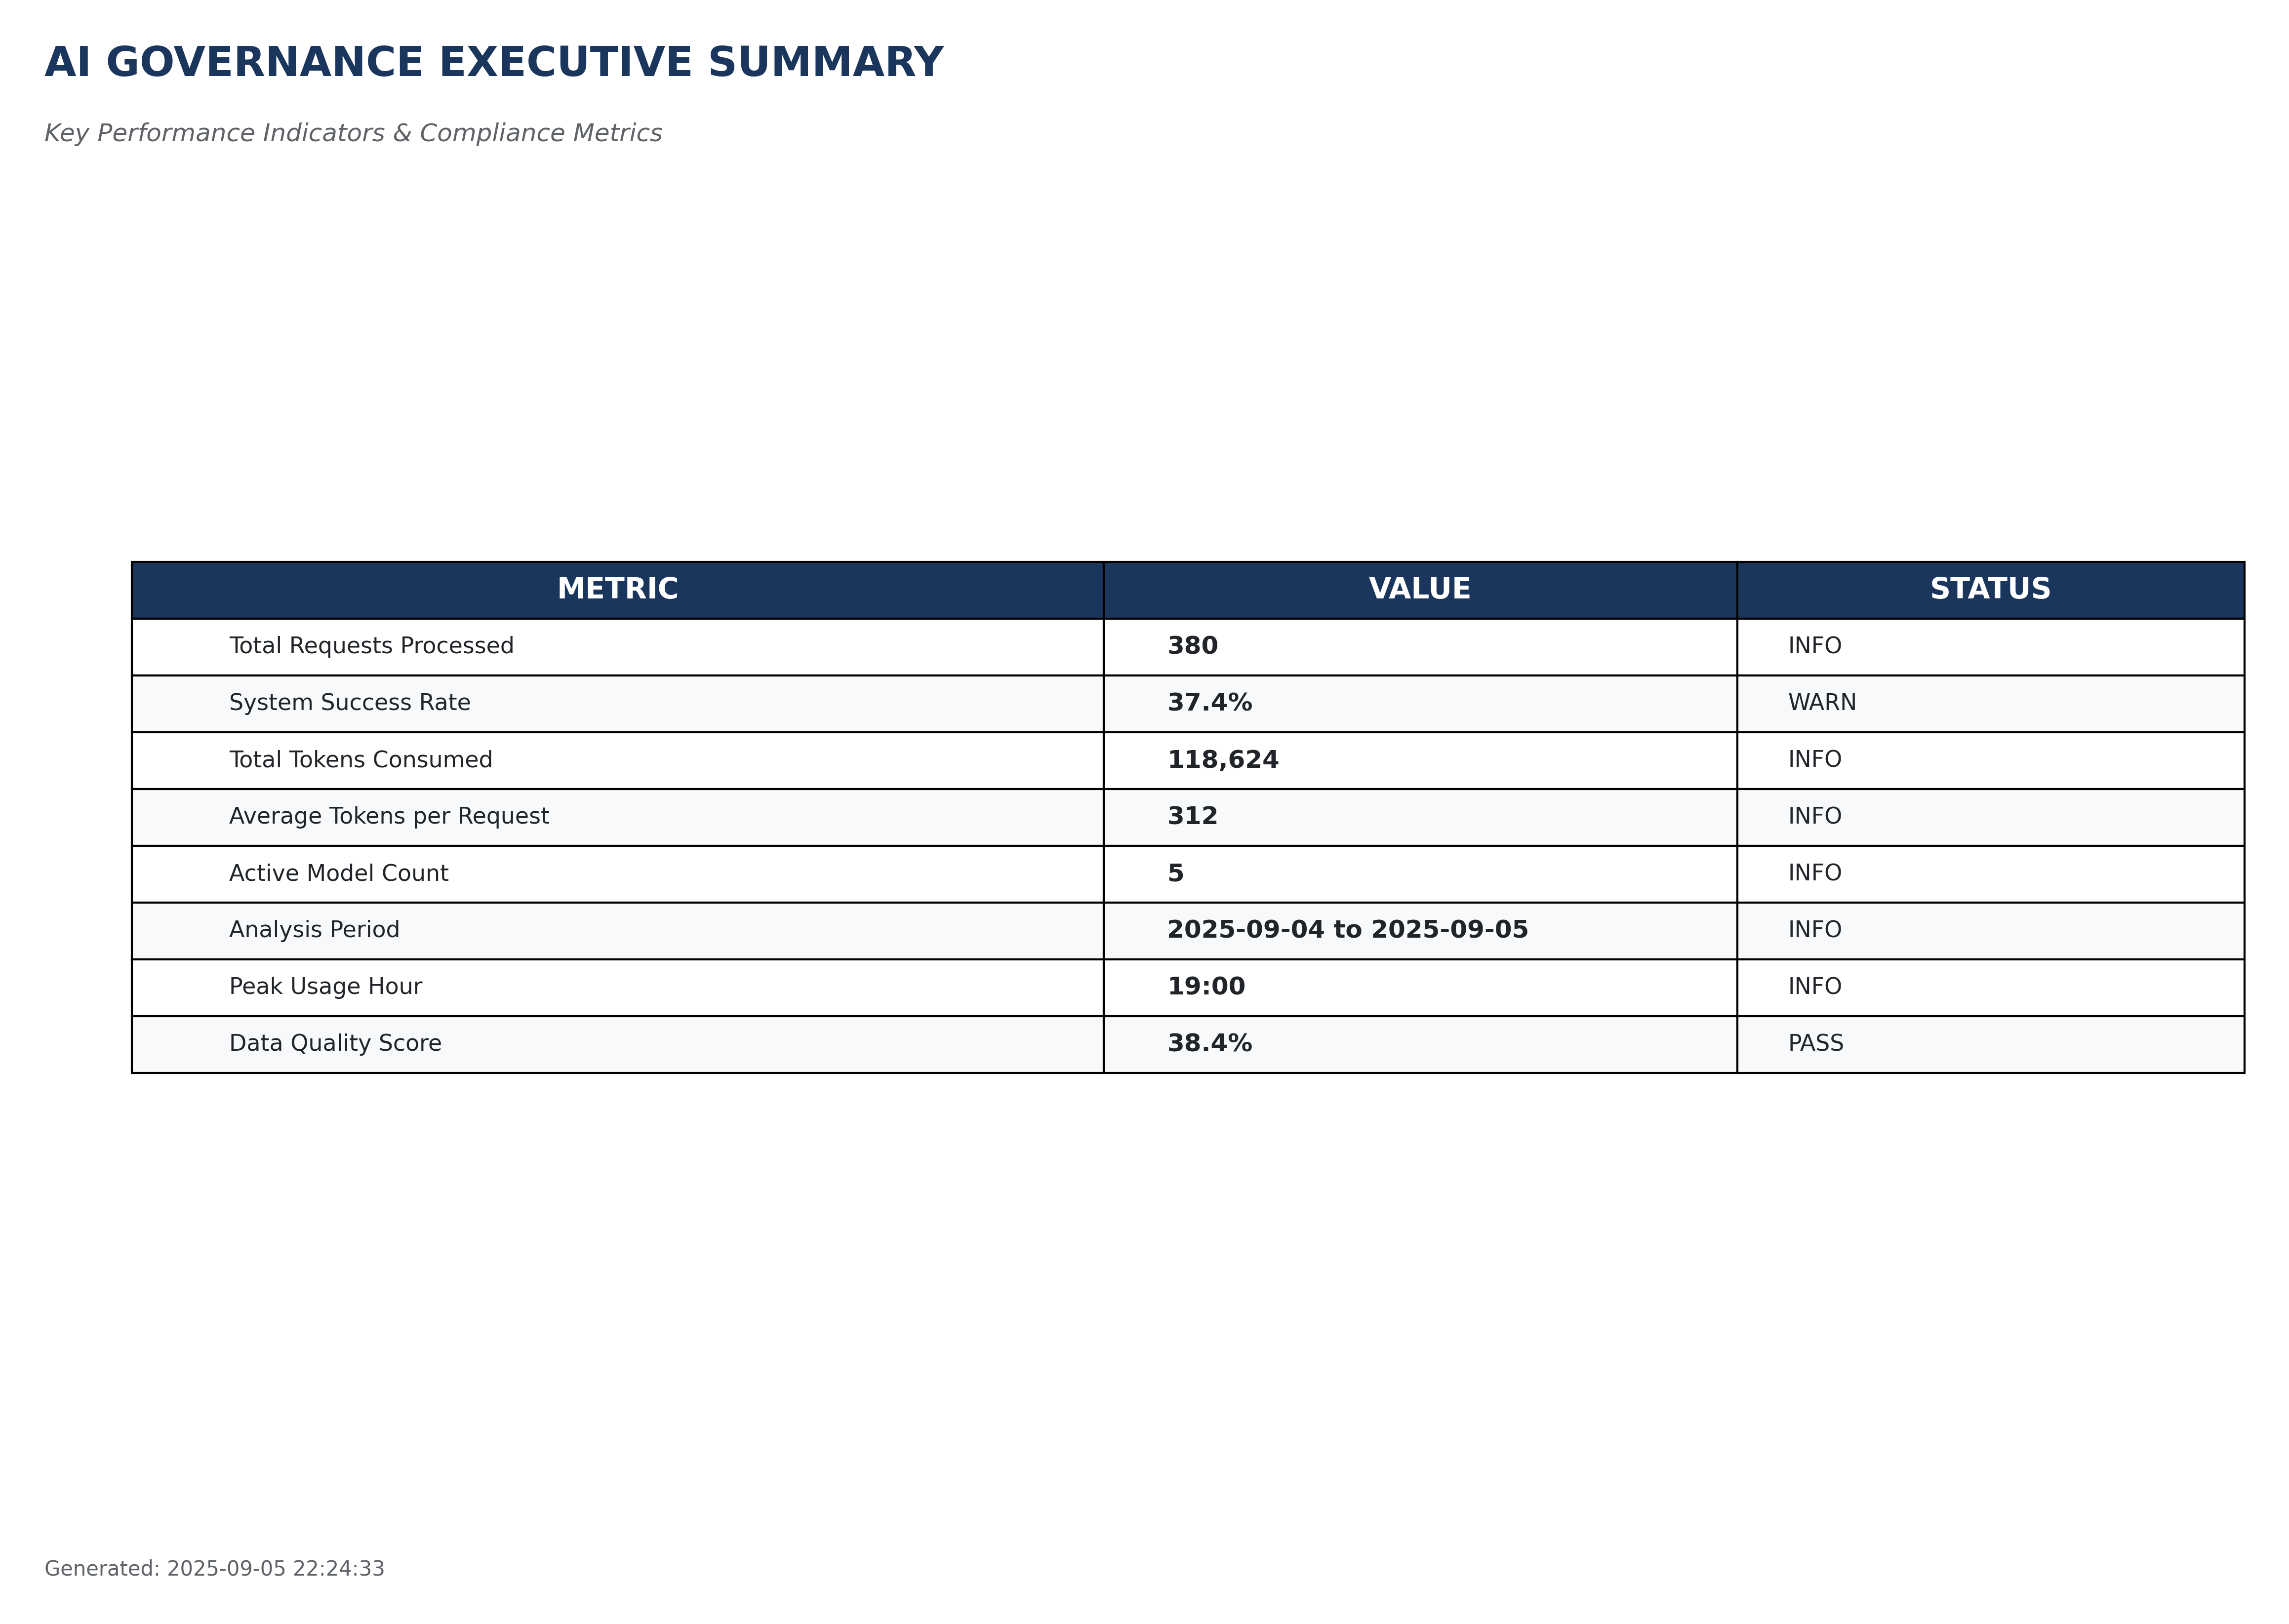 AI GOVERNANCE EXECUTIVE SUMMARY
Key Performance Indicators & Compliance Metrics
METRIC VALUE STATUS
Total Requests Processed 380 INFO
System Success Rate 37.4% WARN
Total Tokens Consumed 118,624 INFO
Average Tokens per Request 312 INFO
Active Model Count 5 INFO
Analysis Period 2025-09-04 to 2025-09-05 INFO
Peak Usage Hour 19:00 INFO
Data Quality Score 38.4% PASS
Generated: 2025-09-05 22:24:33